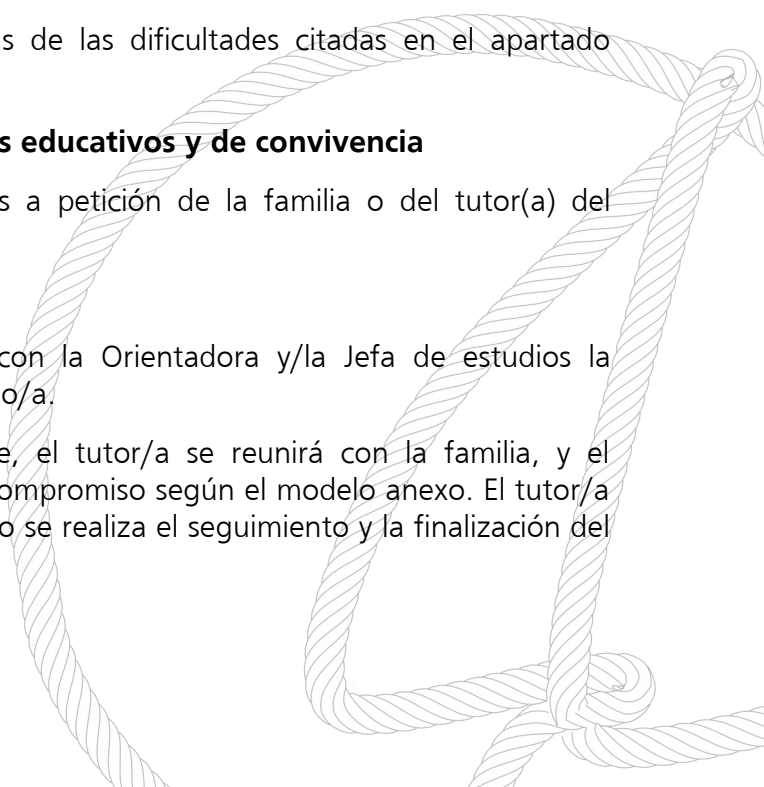 s de las dificultades citadas en el apartado
s educativos y de convivencia
s a petición de la familia o del tutor(a) del
con la Orientadora y/la Jefa de estudios la
o/a.
e, el tutor/a se reunirá con la familia, y el
ompromiso según el modelo anexo. El tutor/a
o se realiza el seguimiento y la finalización del